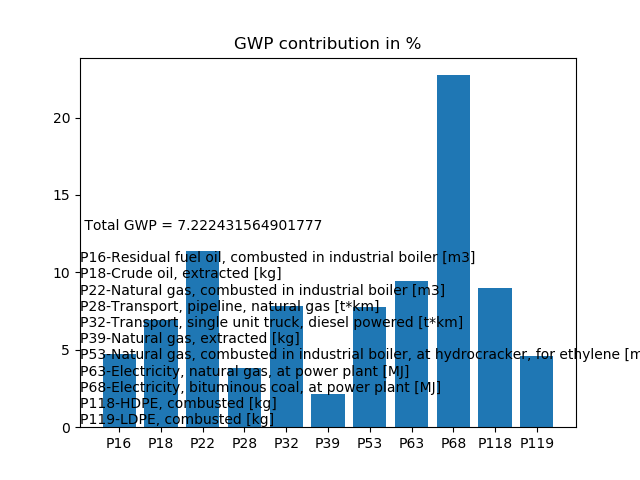 GWP contribution in %
20
15
Total GWP = 7.222431564901777
P16-Residual fuel oil, combusted in industrial boiler [m3]
10
P18-Crude oil, extracted [kg]
P22-Natural gas, combusted in industrial boiler [m3]
P28-Transport, pipeline, natural gas [t*km]
P32-Transport, single unit truck, diesel powered [t*km]
P39-Natural gas, extracted [kg]
5
P53-Natural gas, combusted in industrial boiler, at hydrocracker, for ethylene [m
P63-Electricity, natural gas, at power plant [MJ]
P68-Electricity, bituminous coal, at power plant [MJ]
P118-HDPE, combusted [kg]
P119-LDPE, combusted [kg]
0
P16 P18 P22 P28 P32 P39 P53 P63 P68 P118 P119